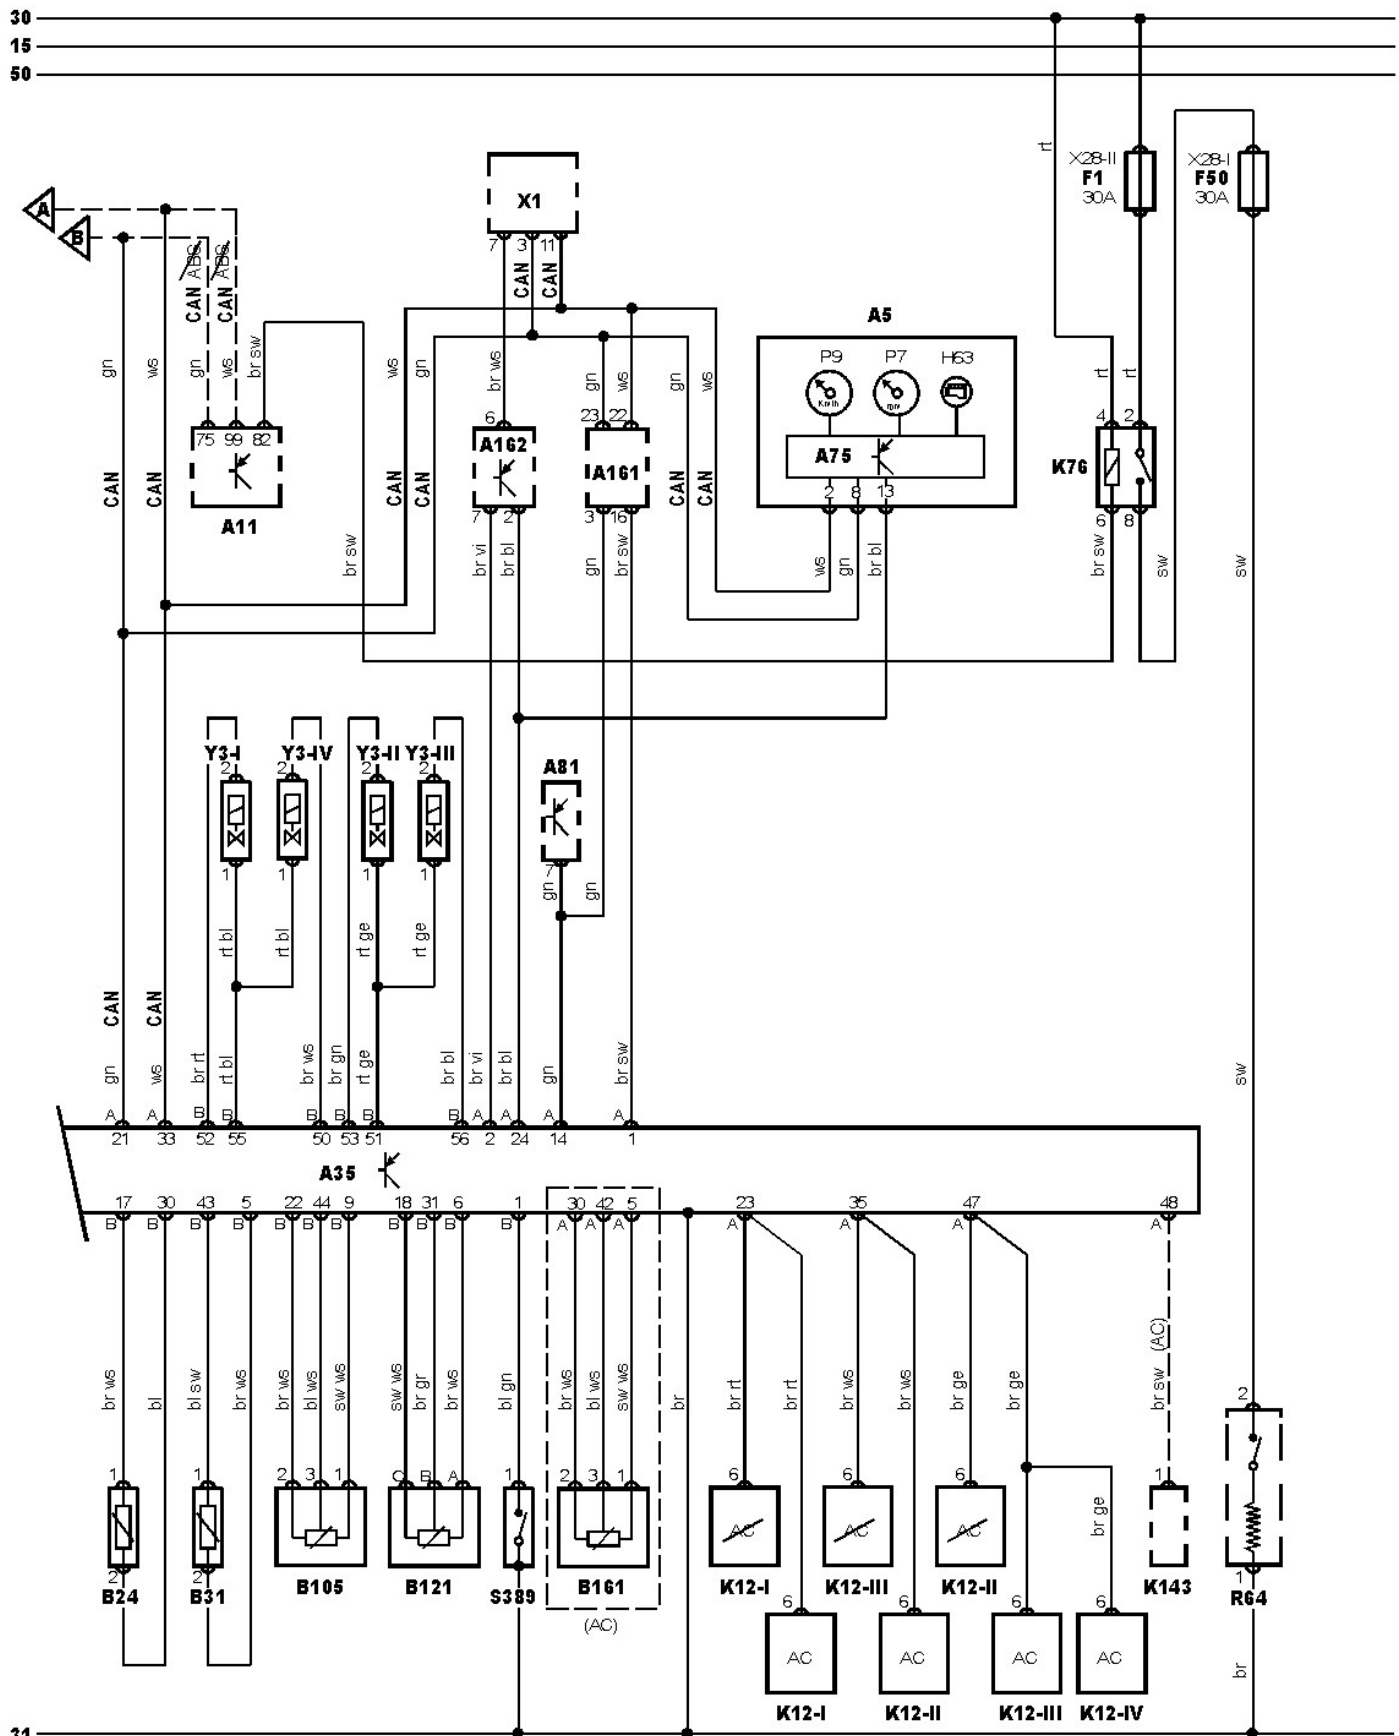 30
15
50
rt
X28-II
F1
30A
X28-I
F50
30A
X1
7 3 11
A
B
ABS ABS
CAN CAN
CAN CAN
A5
P9 P7 H63
Km/h
gn ws gn ws br sw ws gn br ws gn ws gn ws rt rt
75 99 82
6
23 22
4 2
A162
A161
A75
K76
2 8 13
CAN CAN CAN CAN CAN CAN
7 2 3 16
6 8
A11
br sw
br vi br bl gn br sw ws gn br bl br sw sw sw
Y3-I Y3-IV Y3-II Y3-III
A81
2 2 2 2
1 1 1 1 7
gn gn
rt bl rt bl rt ge rt ge
CAN CAN
gn ws br rt rt bl br ws br gn rt ge br bl br vi br bl gn br sw sw
A A B B B B B B A A A A
21 33 52 55 50 53 51 56 2 24 14 1
A35
17 30 43 5 22 44 9 18 31 6 1 30 42 5 23 35 47 48
B B B B B B B B B B B A A A A A A A
br ws bl bl sw br ws br ws bl ws sw ws sw ws br gr br ws bl gn br ws bl ws sw ws br br rt br rt br ws br ws br ge br ge br sw (AC)
2
1 1 2 3 1 C B A 1 2 3 1 6 6 6 1
AC AC AC
br ge
2 2
1
B24 B31 B105 B121 S389 B161 K12-I K12-III K12-II K143 R64
(AC)
6 6 6 6
AC AC AC AC
br
K12-I K12-II K12-III K12-IV
31